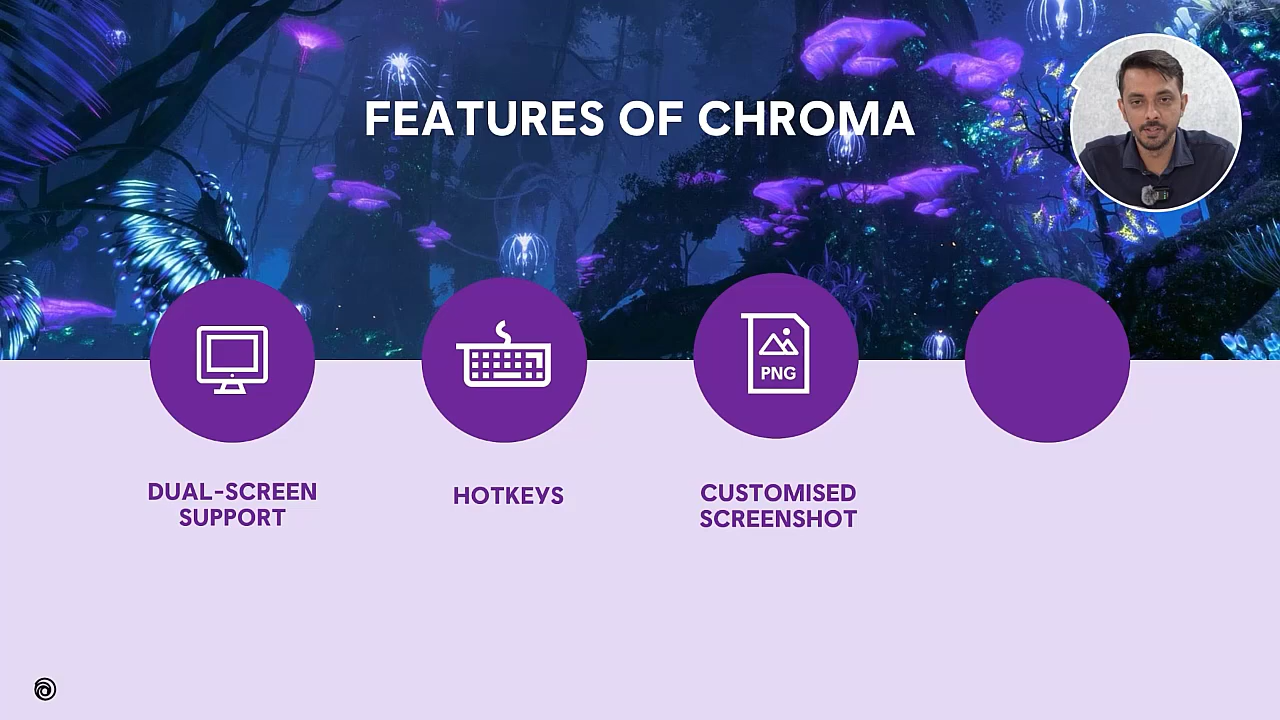 FEATURES OF CHROMA
PNG
DUAL-SCREEN
SUPPORT
HOTKEYS
CUSTOMISED
SCREENSHOT